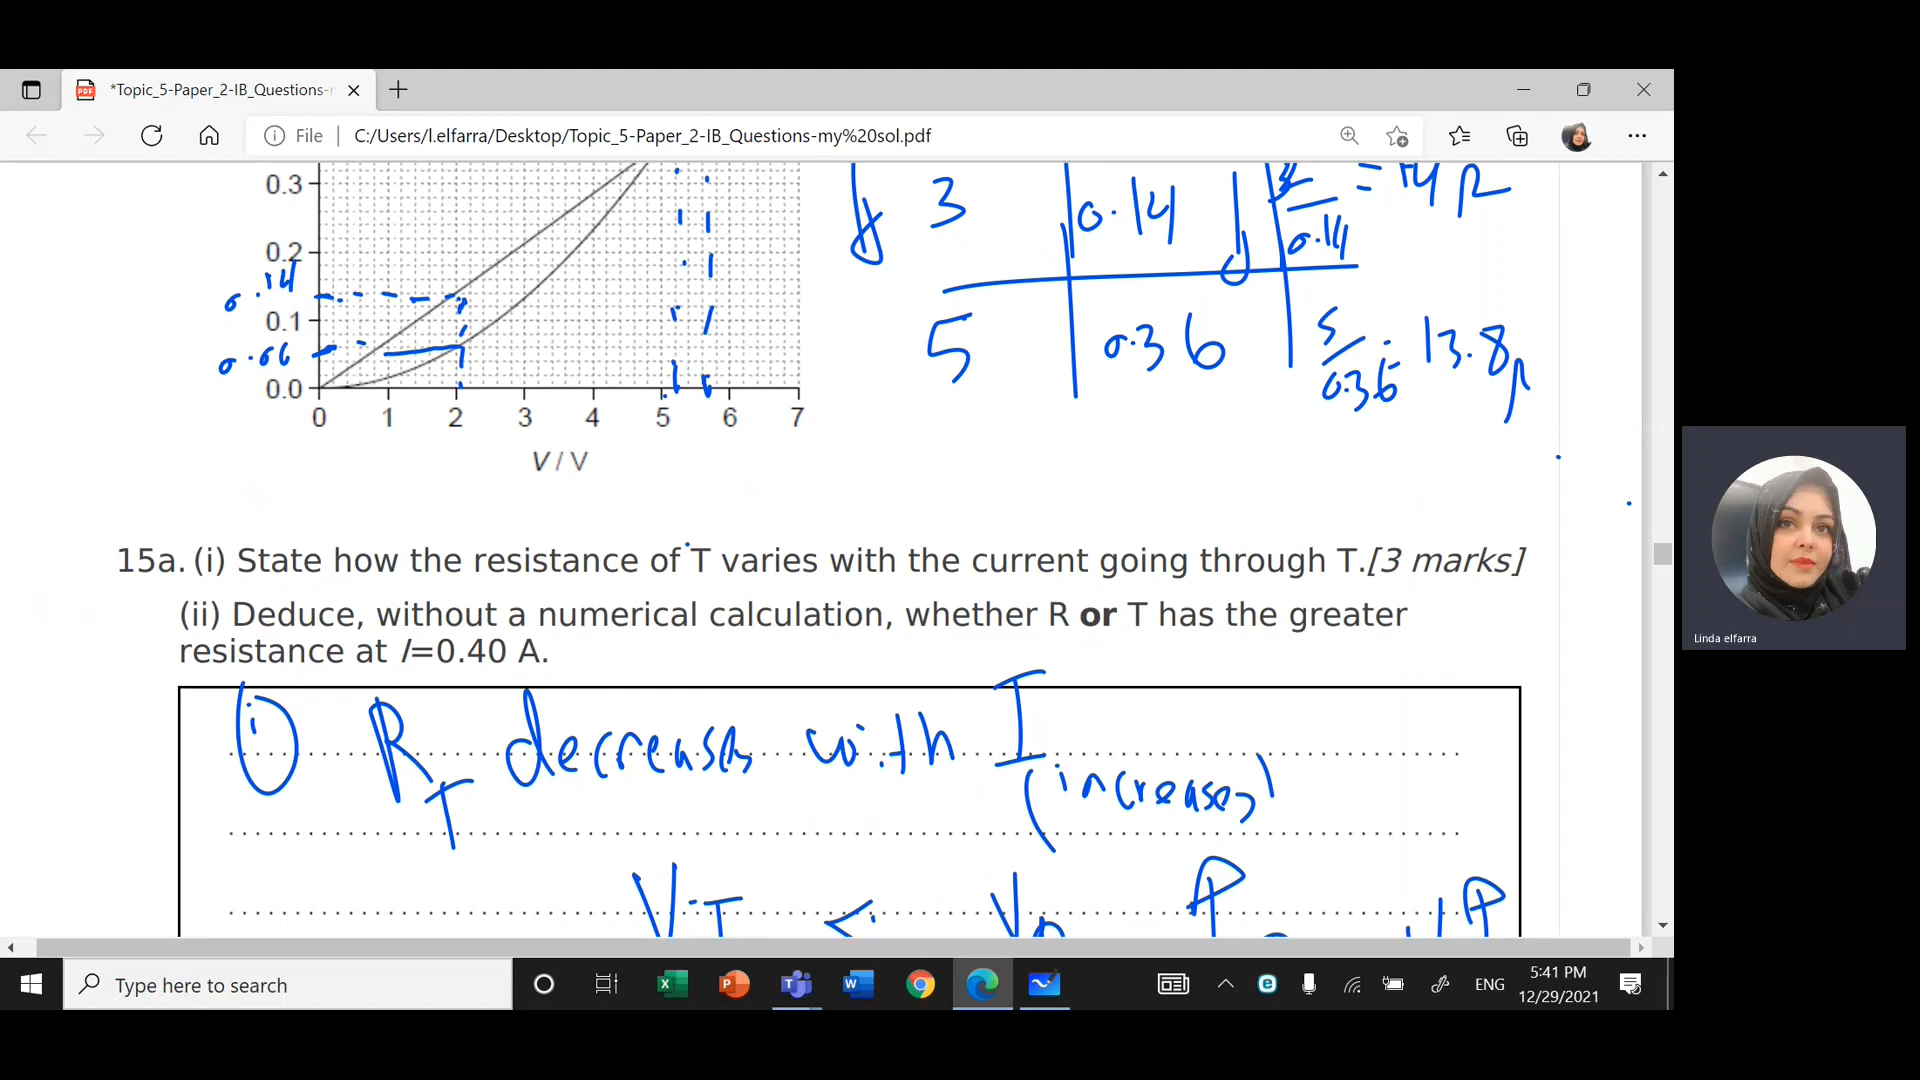 *Topic_5-Paper_2-IB_Questions-m
File
C:/Users/l.elfarra/Desktop/Topic_5-Paper_2-IB_Questions-my%20sol.pdf
0.3
0.2
0.1
0.0
0.14
0.06
0 1 2 3 4 5 6 7
V / V
3 0.14 0.14 = 14 Ω
5 0.36 5/0.36 = 13.8
15a. (i) State how the resistance of T varies with the current going through T. [3 marks]
(ii) Deduce, without a numerical calculation, whether R or T has the greater
resistance at I=0.40 A.
i R_T decreases with I
(increases)
V_T < V_R
Linda elfarra
Type here to search
ENG
5:41 PM
12/29/2021